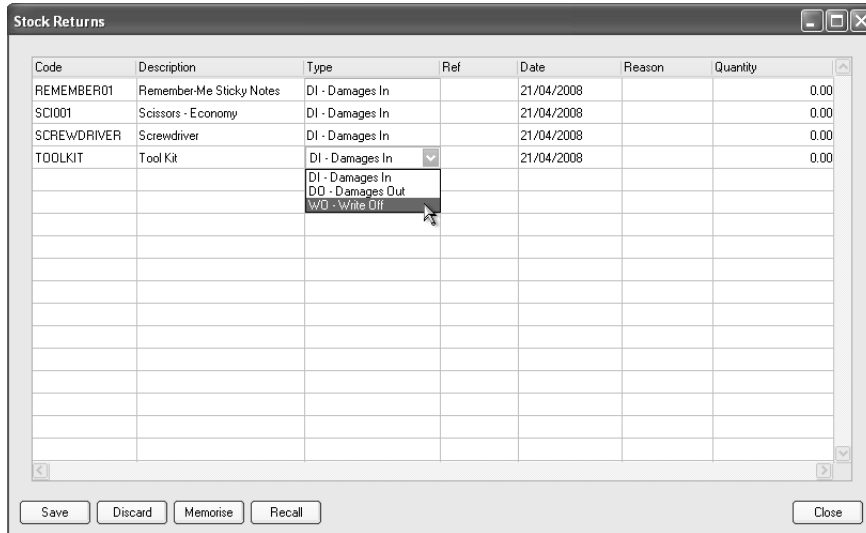 Stock Returns
Code Description Type Ref Date Reason Quantity
REMEMBER01 Remember-Me Sticky Notes DI - Damages In 21/04/2008 0.00
SCI001 Scissors - Economy DI - Damages In 21/04/2008 0.00
SCREWDRIVER Screwdriver DI - Damages In 21/04/2008 0.00
TOOLKIT Tool Kit DI - Damages In 21/04/2008 0.00
DI - Damages In
DO - Damages Out
WO - Write Off
Save Discard Memorise Recall Close